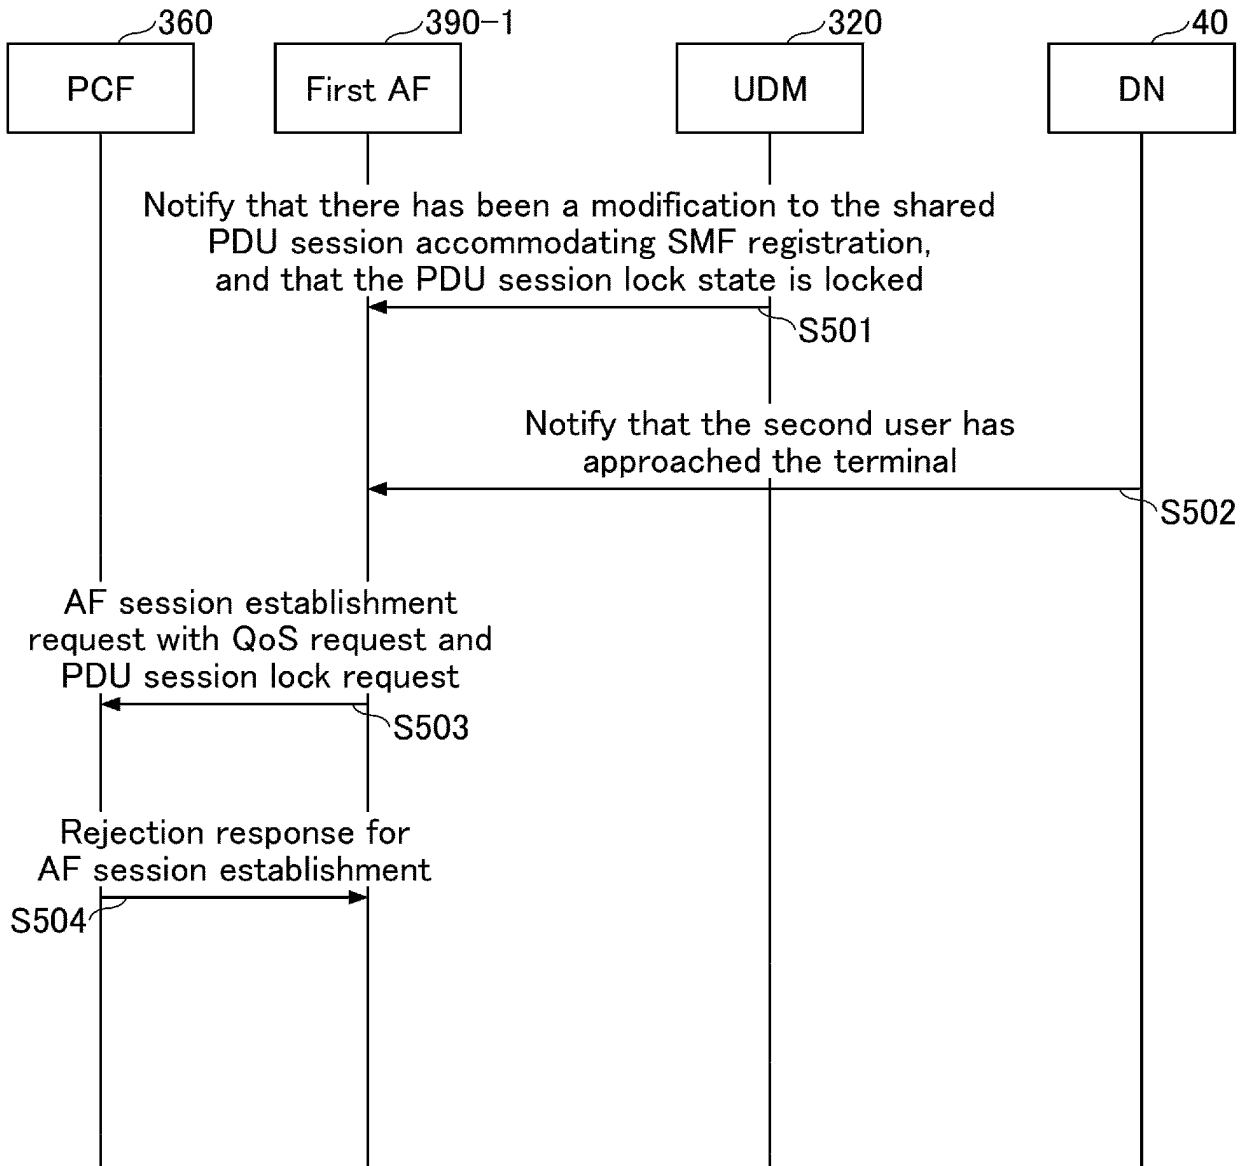 360
390-1
320
40
PCF
First AF
UDM
DN
Notify that there has been a modification to the shared
PDU session accommodating SMF registration,
and that the PDU session lock state is locked
S501
Notify that the second user has
approached the terminal
S502
AF session establishment
request with QoS request and
PDU session lock request
S503
Rejection response for
AF session establishment
S504